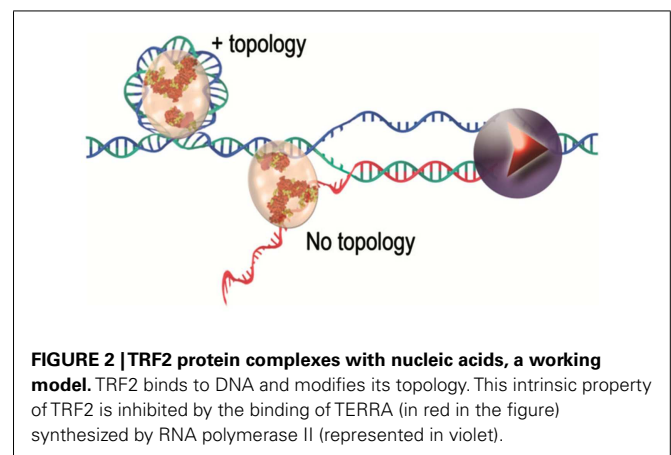 + topology
No topology
FIGURE 2 | TRF2 protein complexes with nucleic acids, a working
model. TRF2 binds to DNA and modifies its topology. This intrinsic property
of TRF2 is inhibited by the binding of TERRA (in red in the figure)
synthesized by RNA polymerase II (represented in violet).